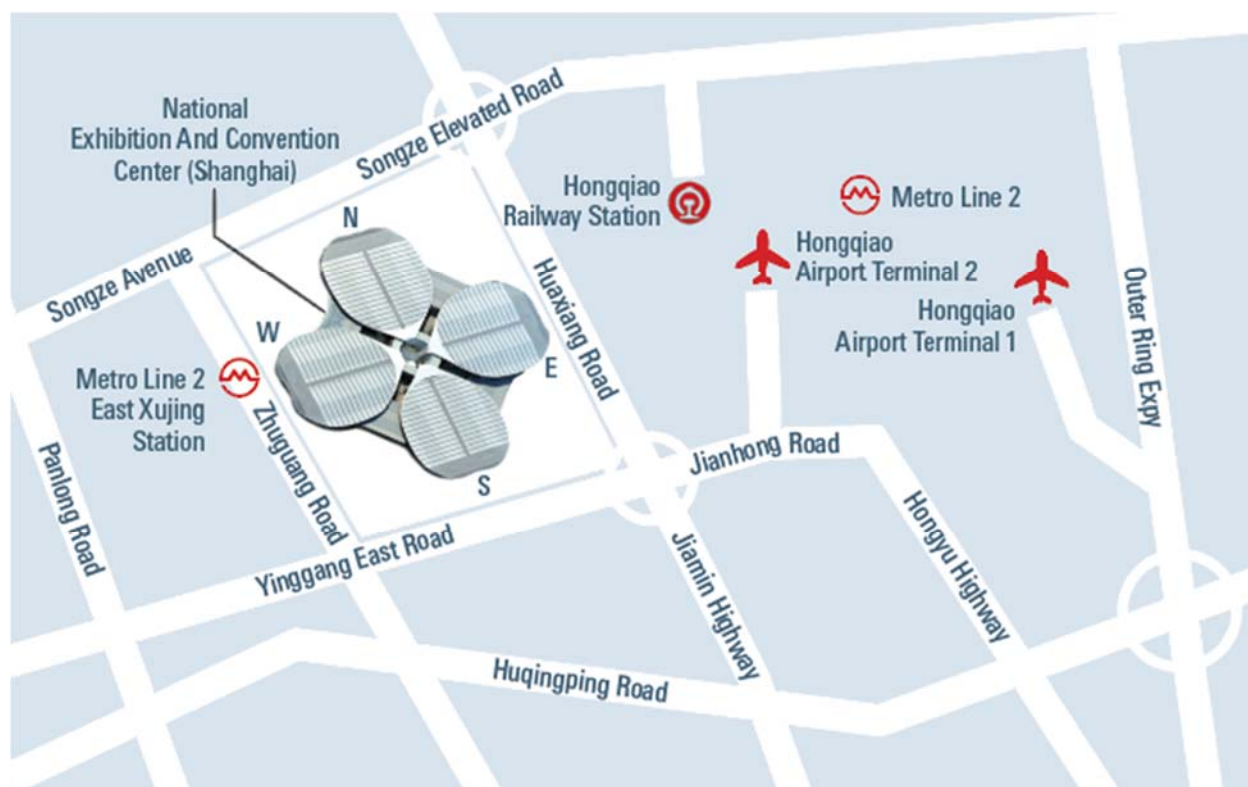 National
Exhibition And Convention
Center (Shanghai)
Songze Elevated Road
Songze Avenue
N
W
E
S
Huaxiang Road
Hongqiao
Railway Station
Metro Line 2
Hongqiao
Airport Terminal 2
Hongqiao
Airport Terminal 1
Outer Ring Expy
Metro Line 2
East Xujing
Station
Zhuguang Road
Panlong Road
Yinggang East Road
Jianhong Road
Jiamin Highway
Hongyu Highway
Huqingping Road